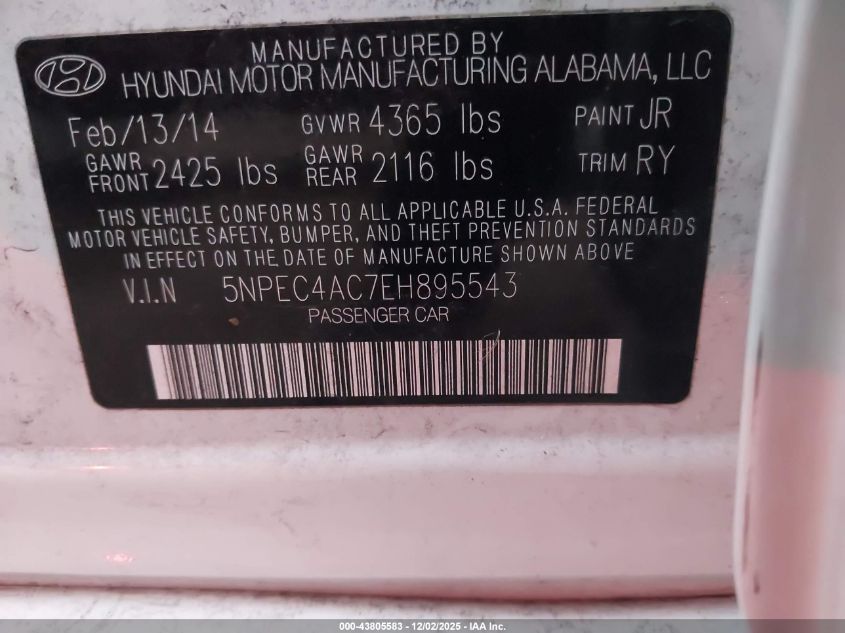 MANUFACTURED BY
HYUNDAI MOTOR MANUFACTURING ALABAMA, LLC
Feb/13/14 GVWR 4365 lbs PAINT JR
GAWR FRONT 2425 lbs GAWR REAR 2116 lbs TRIM RY
THIS VEHICLE CONFORMS TO ALL APPLICABLE U.S.A. FEDERAL
MOTOR VEHICLE SAFETY, BUMPER, AND THEFT PREVENTION STANDARDS
IN EFFECT ON THE DATE OF MANUFACTURE SHOWN ABOVE
V.I.N 5NPEC4AC7EH895543
PASSENGER CAR
000-43805583 - 12/02/2025 - IAA Inc.